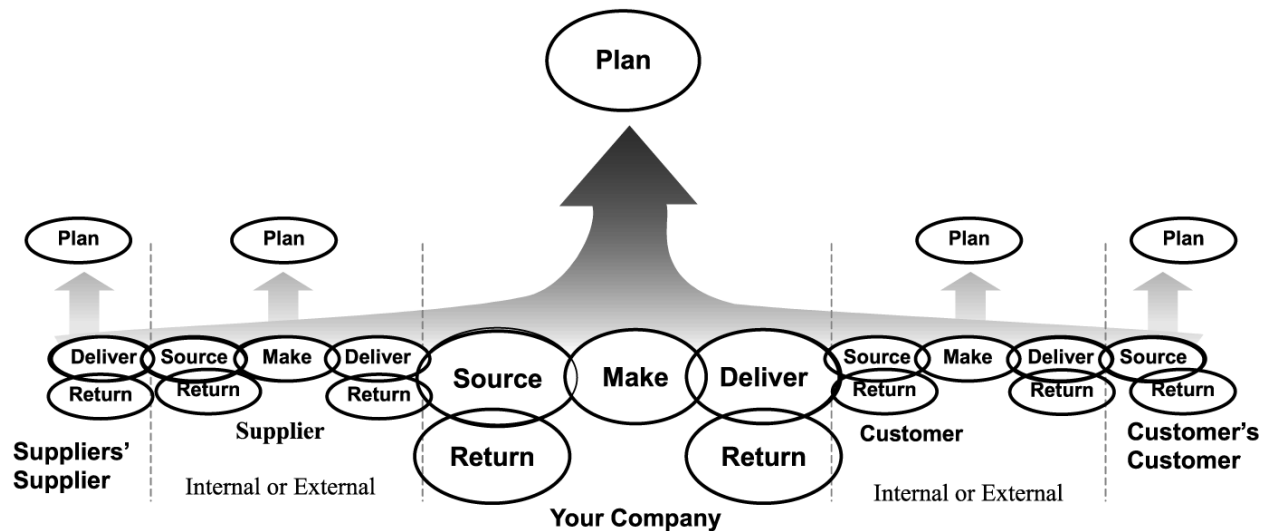 Plan
Plan Plan Plan Plan
Deliver Source Make Deliver Source Make Deliver Source Make Deliver Source
Return Return Return Return Return Return
Return Return
Suppliers' Supplier Customer Customer's
Supplier Customer
Internal or External Internal or External
Your Company